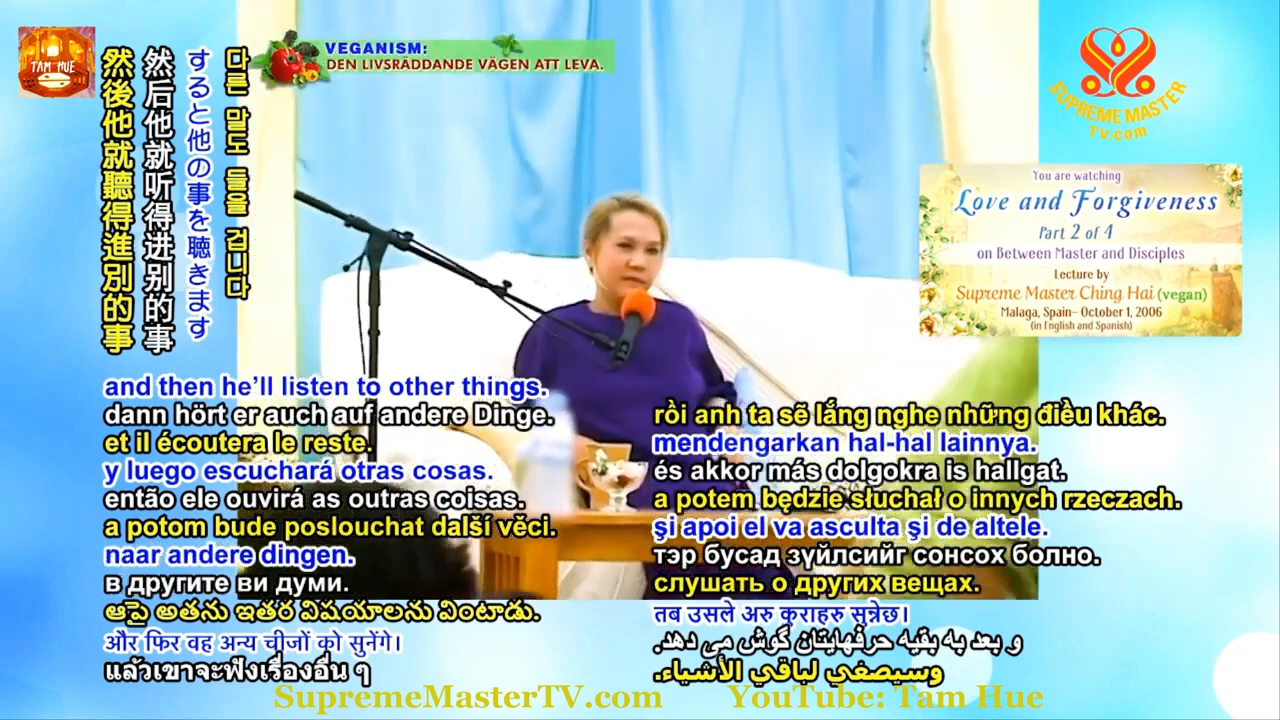 TAM HUE
然後他就聽得進別的事
然后他就听得进别的事
すると他の事を聴きます
다른 말도 들을 겁니다
VEGANISM:
DEN LIVSRÄDDANDE VÄGEN ATT LEVA.
SUPREME MASTER
TV.com
You are watching
Love and Forgiveness
Part 2 of 4
on Between Master and Disciples
Lecture by
Supreme Master Ching Hai (vegan)
Malaga, Spain– October 1, 2006
(in English and Spanish)
and then he’ll listen to other things.
dann hört er auch auf andere Dinge.
et il écoutera le reste.
y luego escuchará otras cosas.
então ele ouvirá as outras coisas.
a potom bude poslouchat další věci.
naar andere dingen.
в другите ви думи.
ఆపై అతను ఇతర విషయాలను వింటాడు.
और फिर वह अन्य चीजों को सुनेंगे।
แล้วเขาจะฟังเรื่องอื่น ๆ
rồi anh ta sẽ lắng nghe những điều khác.
mendengarkan hal-hal lainnya.
és akkor más dolgokra is hallgat.
a potem będzie słuchał o innych rzeczach.
şi apoi el va asculta şi de altele.
тэр бусад зүйлсийг сонсох болно.
слушать о других вещах.
तब उसले अरु कुराहरु सुन्नेछ।
و بعد به بقیه حرفهایتان گوش می دهد.
وسيصغي لباقي الأشياء.
SupremeMasterTV.com
YouTube: Tam Hue